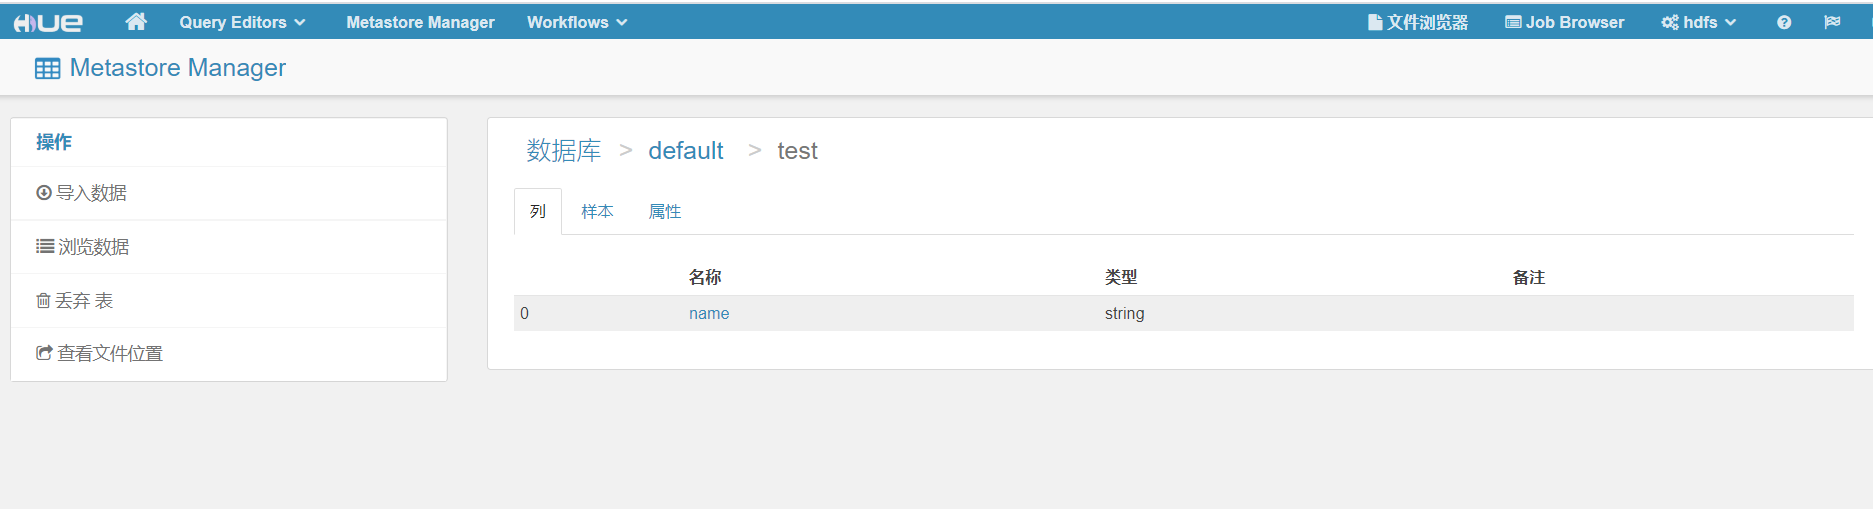 HUE Query Editors Metastore Manager Workflows 文件浏览器 Job Browser hdfs
Metastore Manager
操作
导入数据
浏览数据
丢弃 表
查看文件位置
数据库 > default > test
列 样本 属性
名称 类型 备注
0 name string